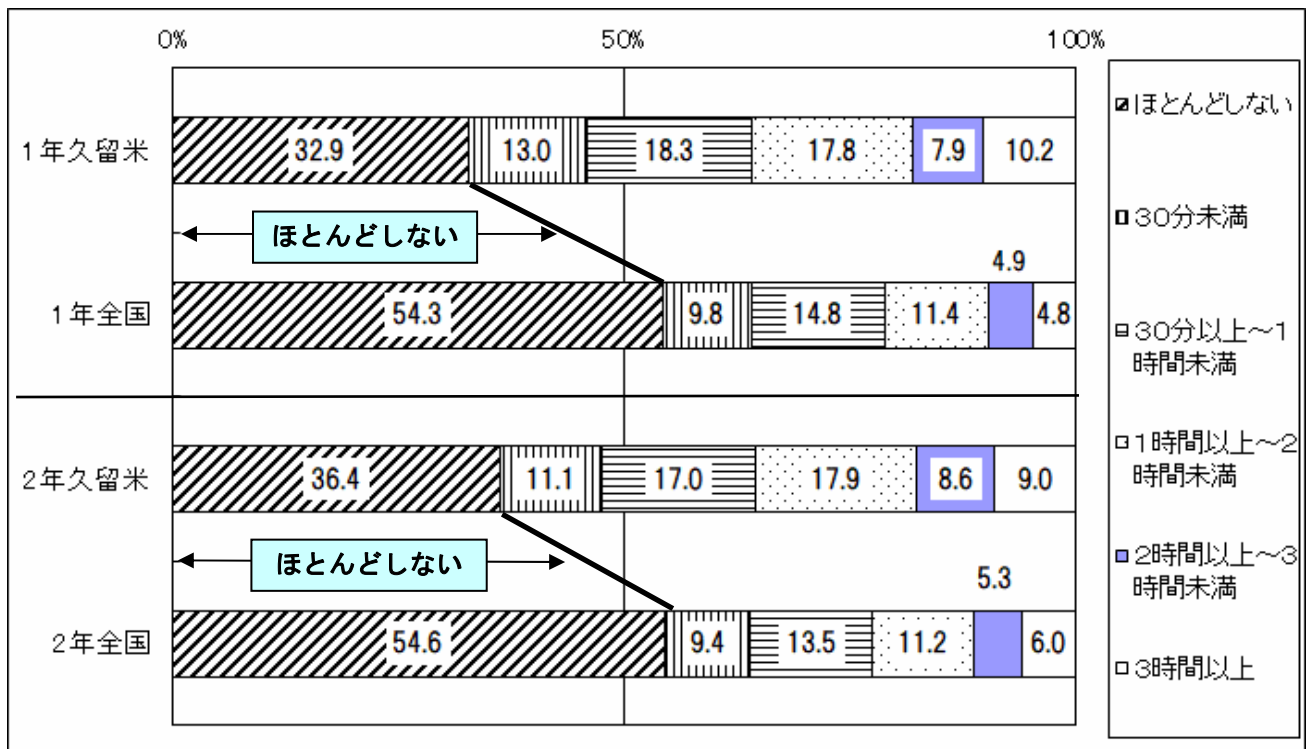 0% 50% 100%
1年久留米 32.9 13.0 18.3 17.8 7.9 10.2
ほとんどしない
4.9
1年全国 54.3 9.8 14.8 11.4 4.8
2年久留米 36.4 11.1 17.0 17.9 8.6 9.0
ほとんどしない
5.3
2年全国 54.6 9.4 13.5 11.2 6.0
ほとんどしない
30分未満
30分以上～1
時間未満
1時間以上～2
時間未満
2時間以上～3
時間未満
3時間以上